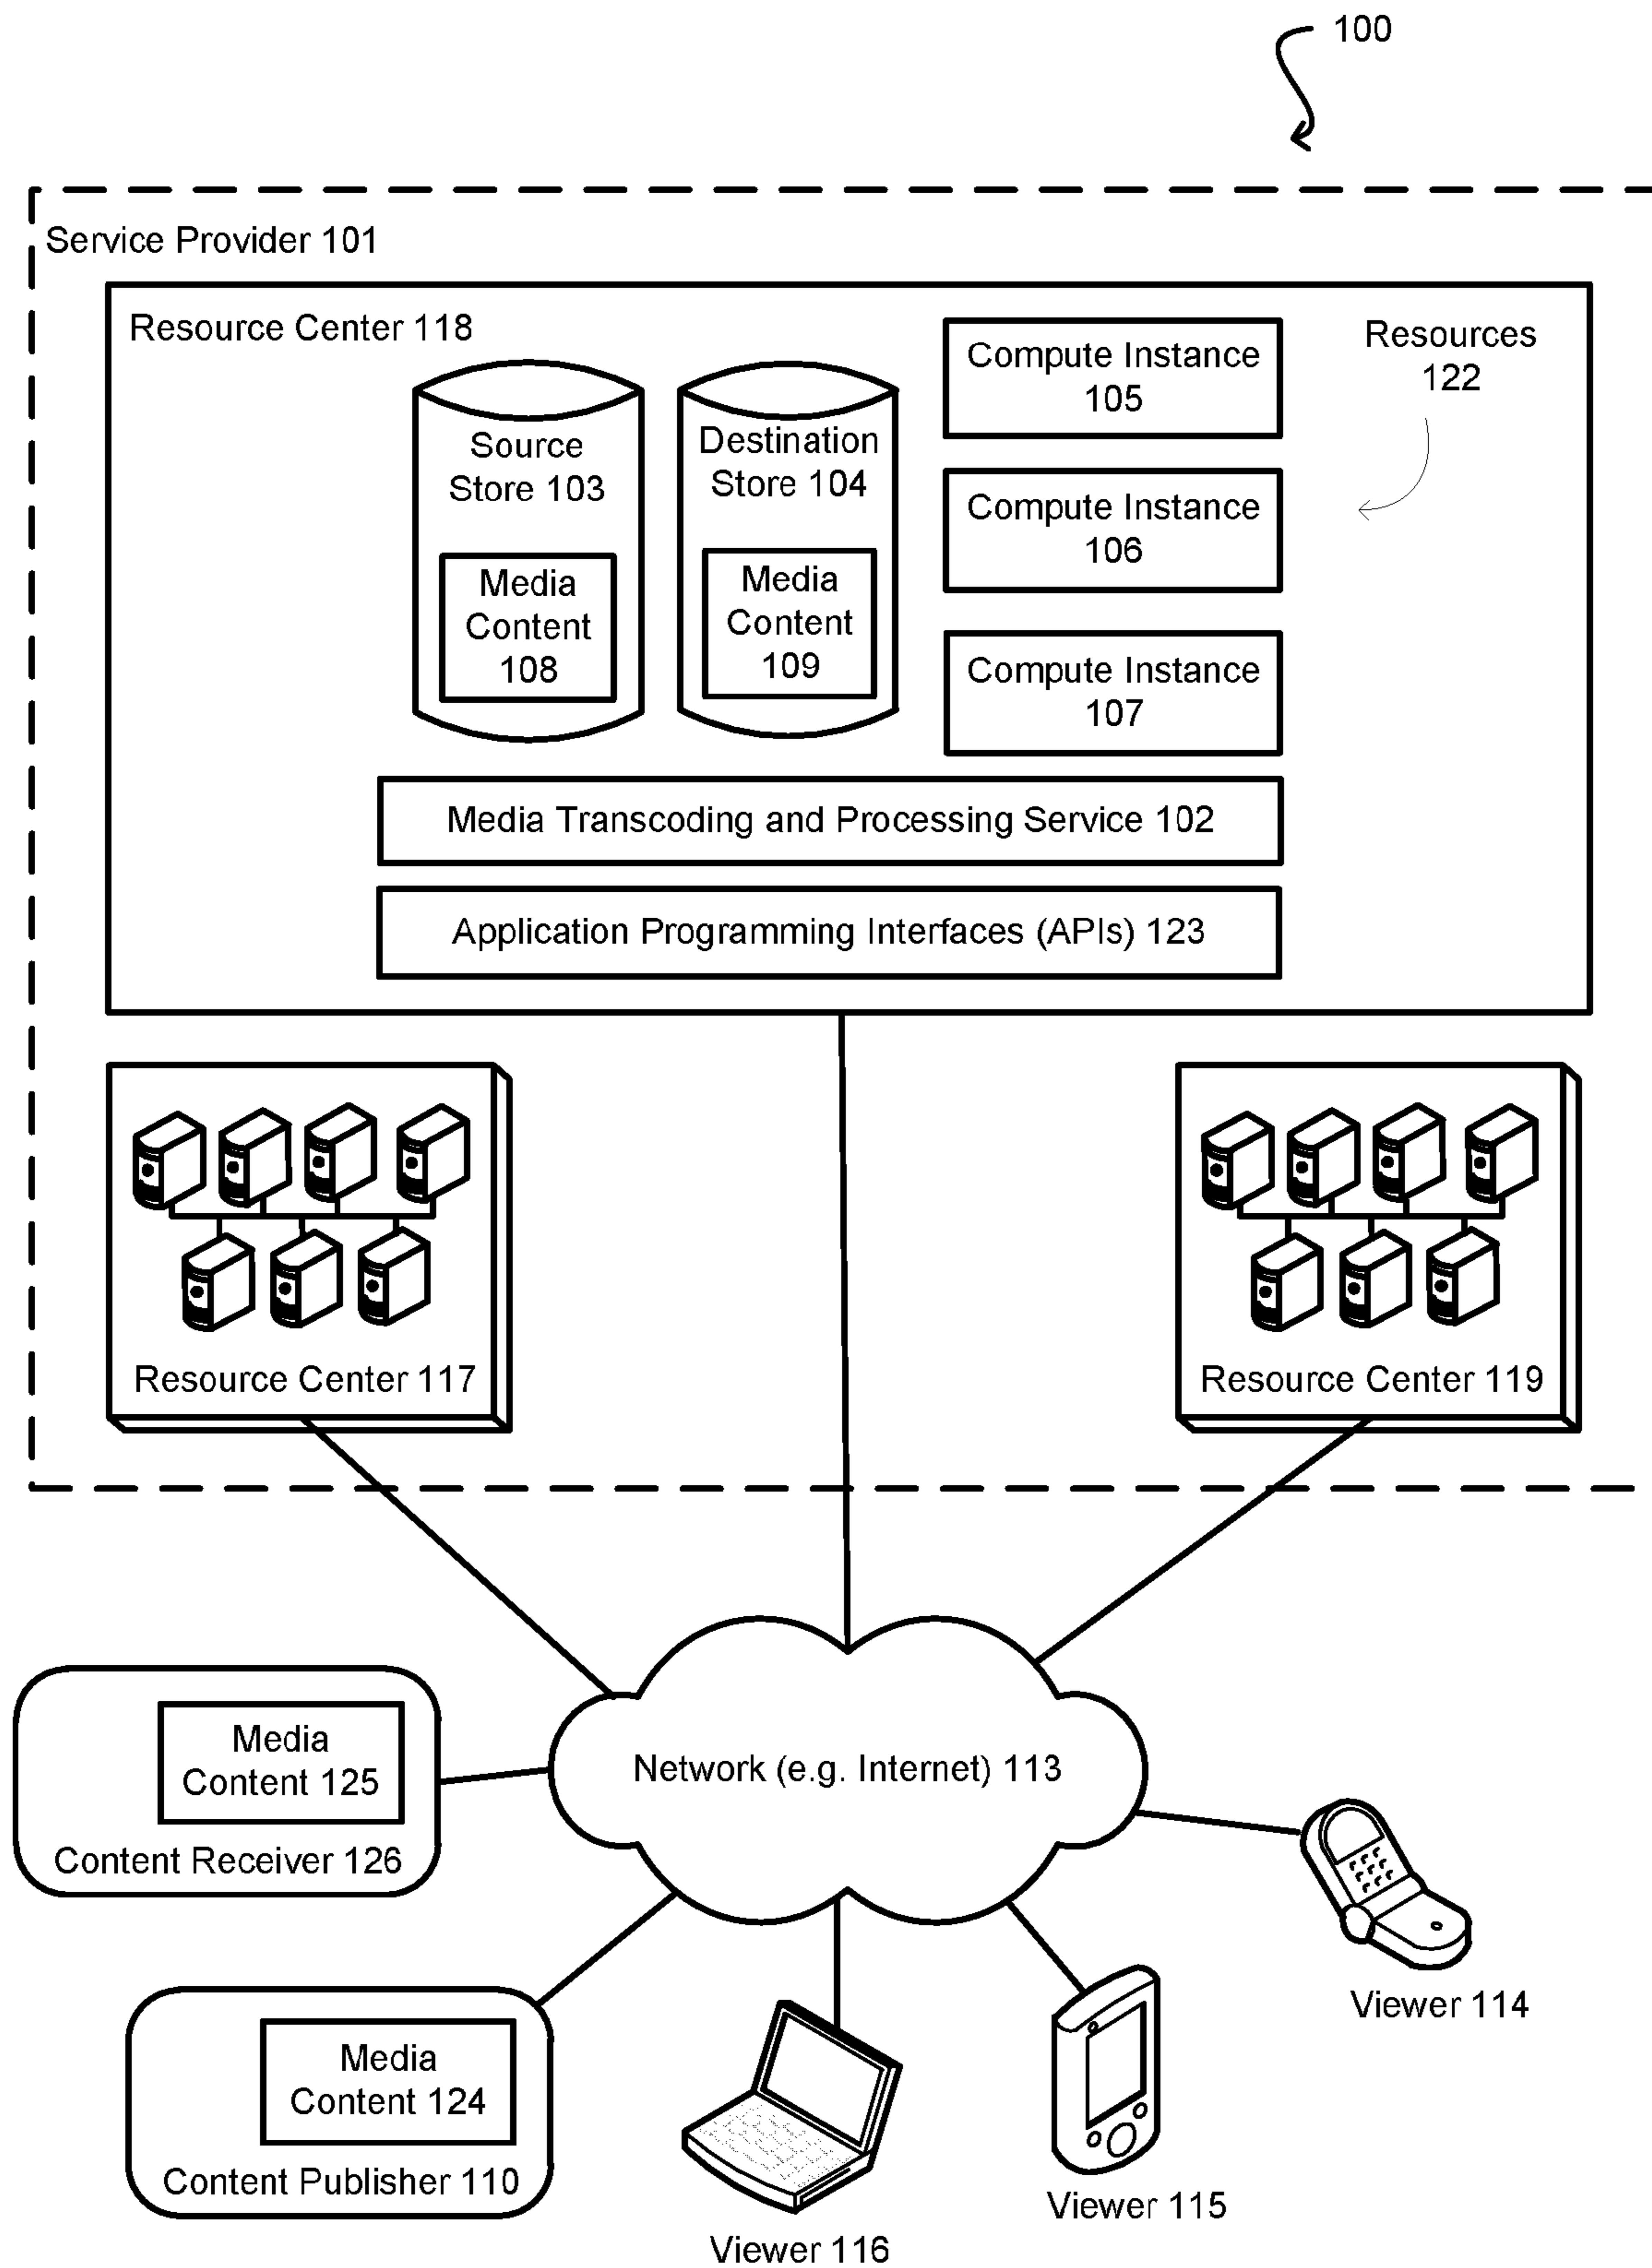 100
Service Provider 101
Resource Center 118
Source
Store 103
Media
Content
108
Destination
Store 104
Media
Content
109
Compute Instance
105
Compute Instance
106
Compute Instance
107
Resources
122
Media Transcoding and Processing Service 102
Application Programming Interfaces (APIs) 123
Resource Center 117
Resource Center 119
Network (e.g. Internet) 113
Media
Content 125
Content Receiver 126
Media
Content 124
Content Publisher 110
Viewer 116
Viewer 115
Viewer 114